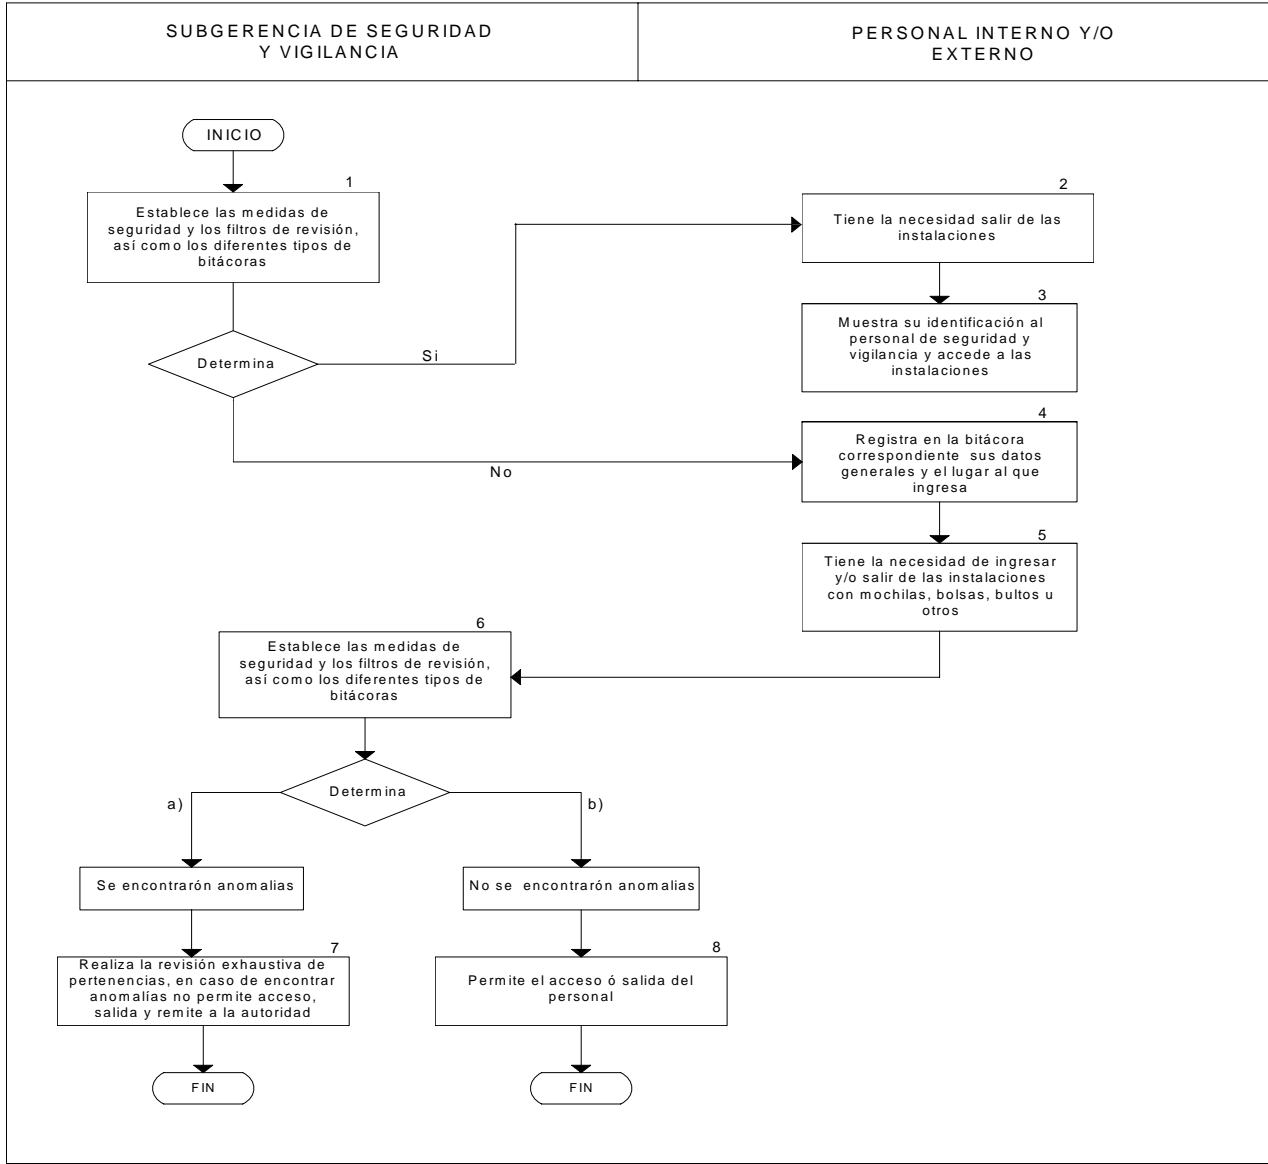 SUBGERENCIA DE SEGURIDAD
Y VIGILANCIA
PERSONAL INTERNO Y/O
EXTERNO
INICIO
1
Establece las medidas de
seguridad y los filtros de revisión,
así como los diferentes tipos de
bitácoras
2
Tiene la necesidad salir de las
instalaciones
3
Muestra su identificación al
personal de seguridad y
vigilancia y accede a las
instalaciones
Determina
Si
No
4
Registra en la bitácora
correspondiente sus datos
generales y el lugar al que
ingresa
5
Tiene la necesidad de ingresar
y/o salir de las instalaciones
con mochilas, bolsas, bultos u
otros
6
Establece las medidas de
seguridad y los filtros de revisión,
así como los diferentes tipos de
bitácoras
Determina
a)
b)
Se encontrarón anomalias
No se encontrarón anomalias
7
Realiza la revisión exhaustiva de
pertenencias, en caso de encontrar
anomalías no permite acceso,
salida y remite a la autoridad
8
Permite el acceso ó salida del
personal
FIN
FIN